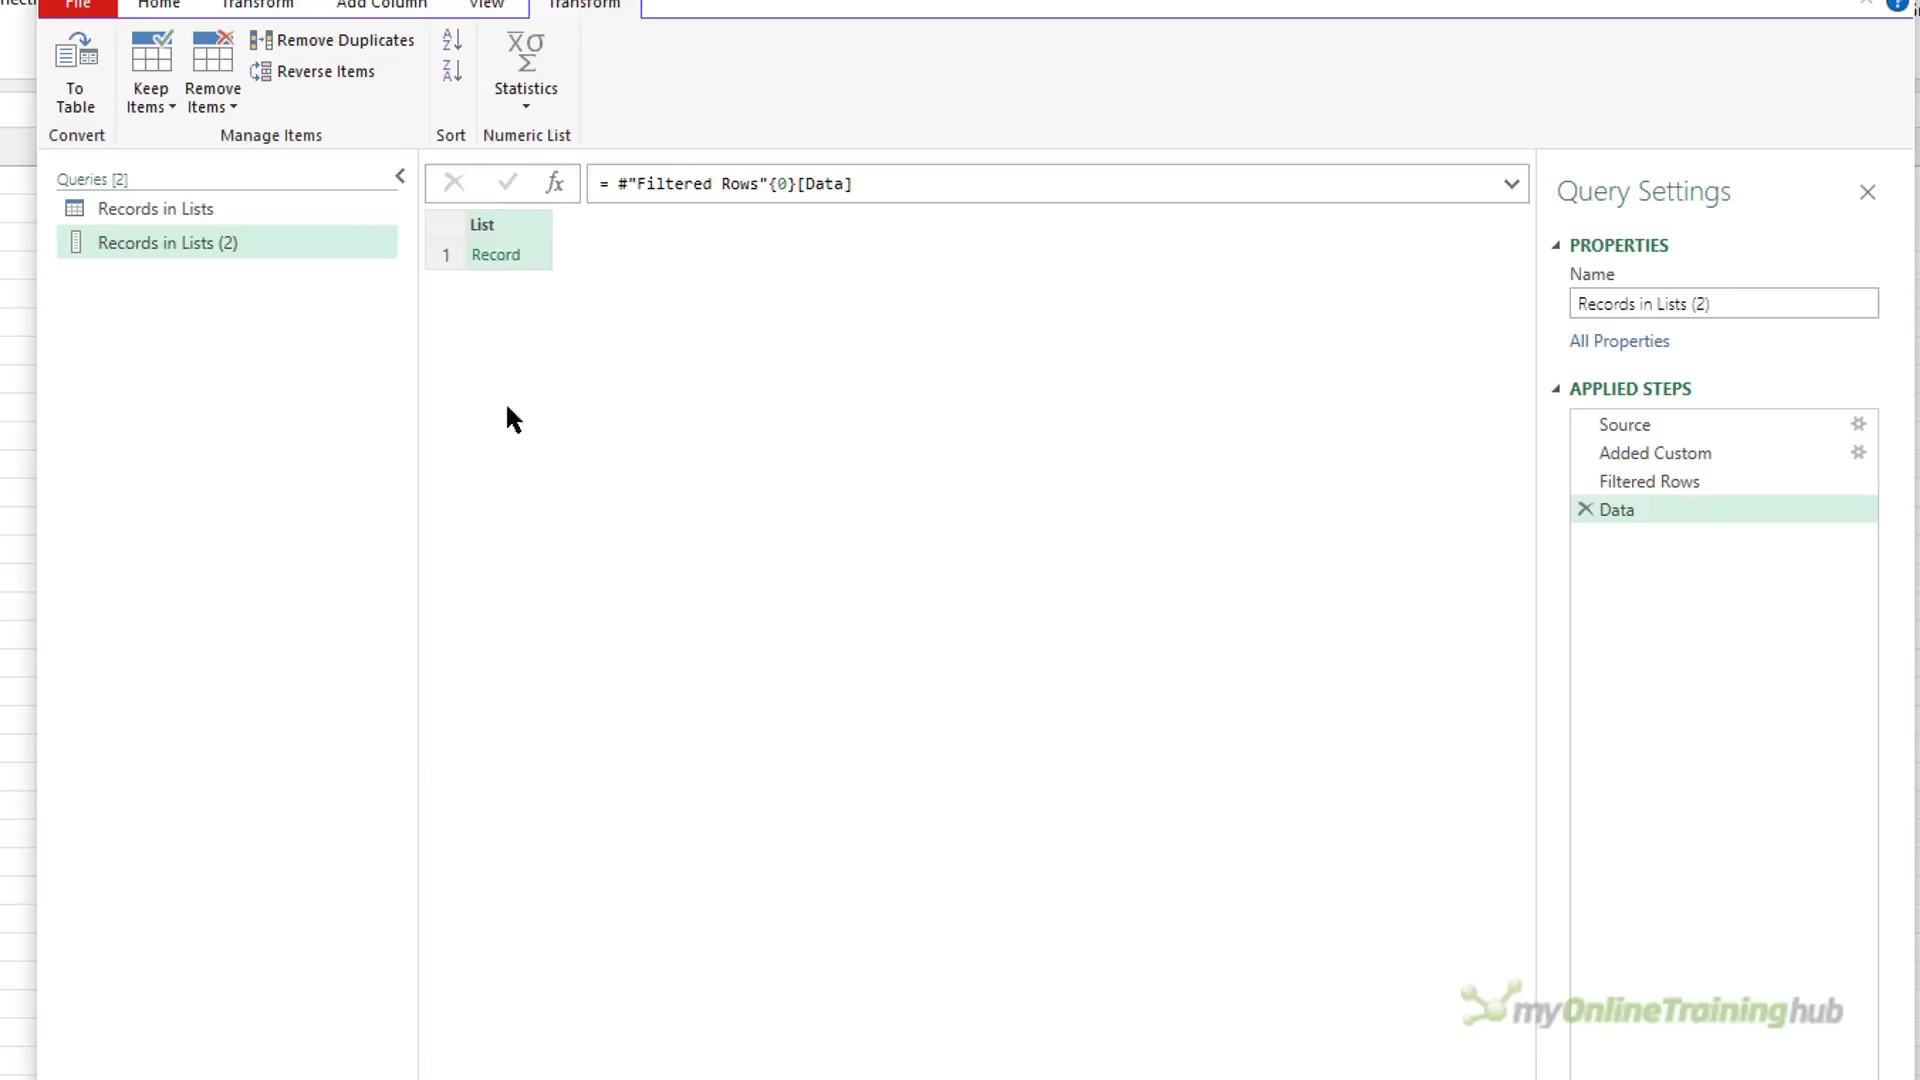 File Home Transform Add Column View Transform
To Table
Keep Items
Remove Items
Remove Duplicates
Reverse Items
Statistics
Convert Manage Items Sort Numeric List
Queries [2]
Records in Lists
Records in Lists (2)
fx = #"Filtered Rows"{0}[Data]
List
1 Record
Query Settings
PROPERTIES
Name
Records in Lists (2)
All Properties
APPLIED STEPS
Source
Added Custom
Filtered Rows
Data
myOnlineTraininghub